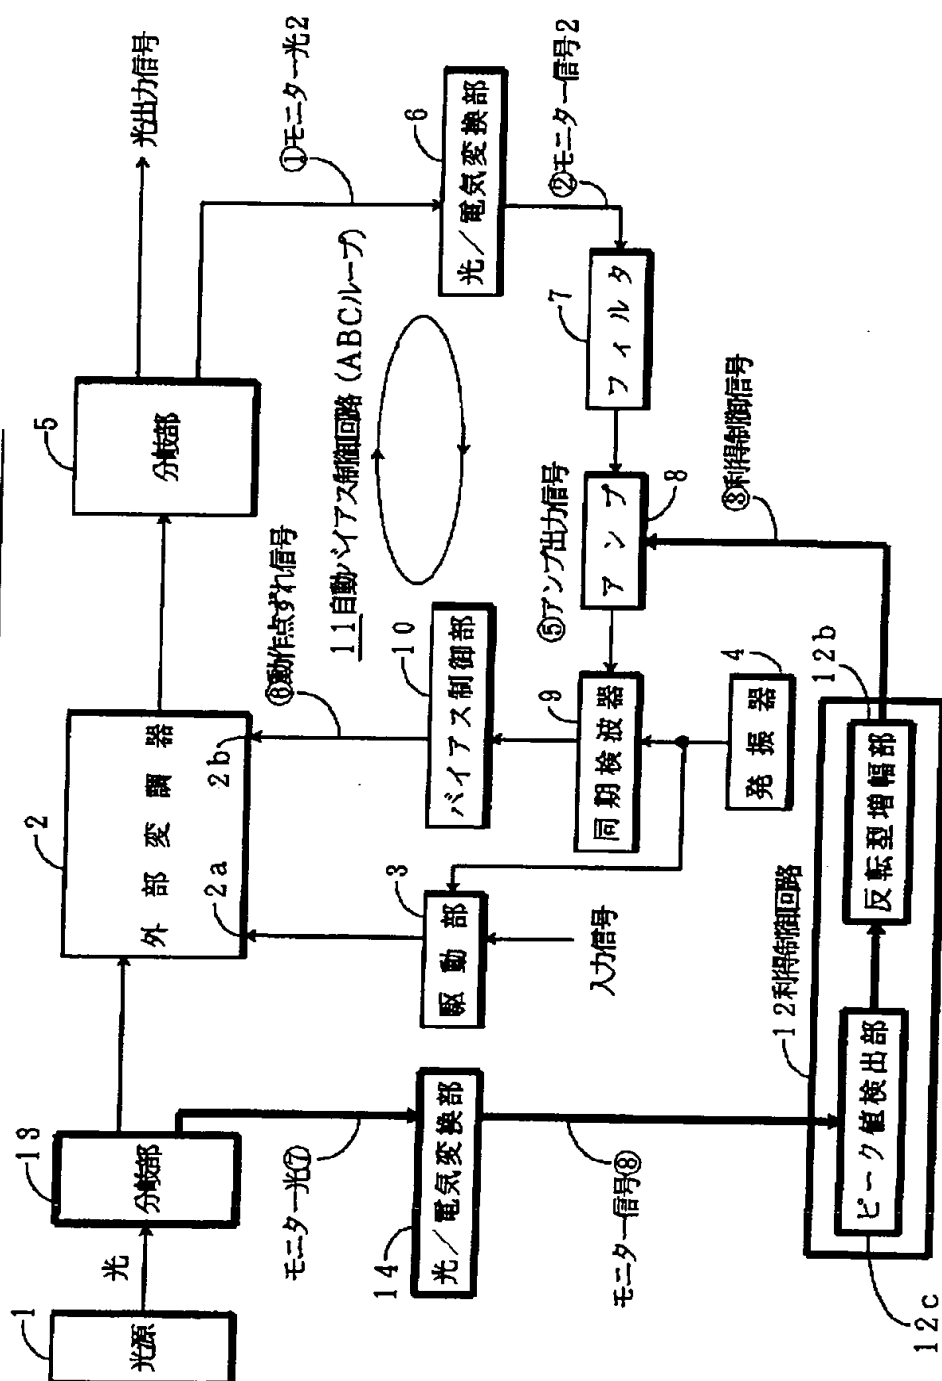 1
光源
光
13
分岐部
2
外部変調器
2a
2b
5
分岐部
光出力信号
①モニター光2
6
光／電気変換部
②モニター信号2
7
フィルタ
アンプ
8
③利得制御信号
⑤アンプ出力信号
9
同期検波器
4
発振器
10
バイアス制御部
⑥動作点ずれ信号
11自動バイアス制御回路(ABCループ)
3
駆動部
入力信号
モニター光⑦
14
光／電気変換部
モニター信号⑧
12利得制御回路
ピーク値検出部
12c
反転型増幅部
12b